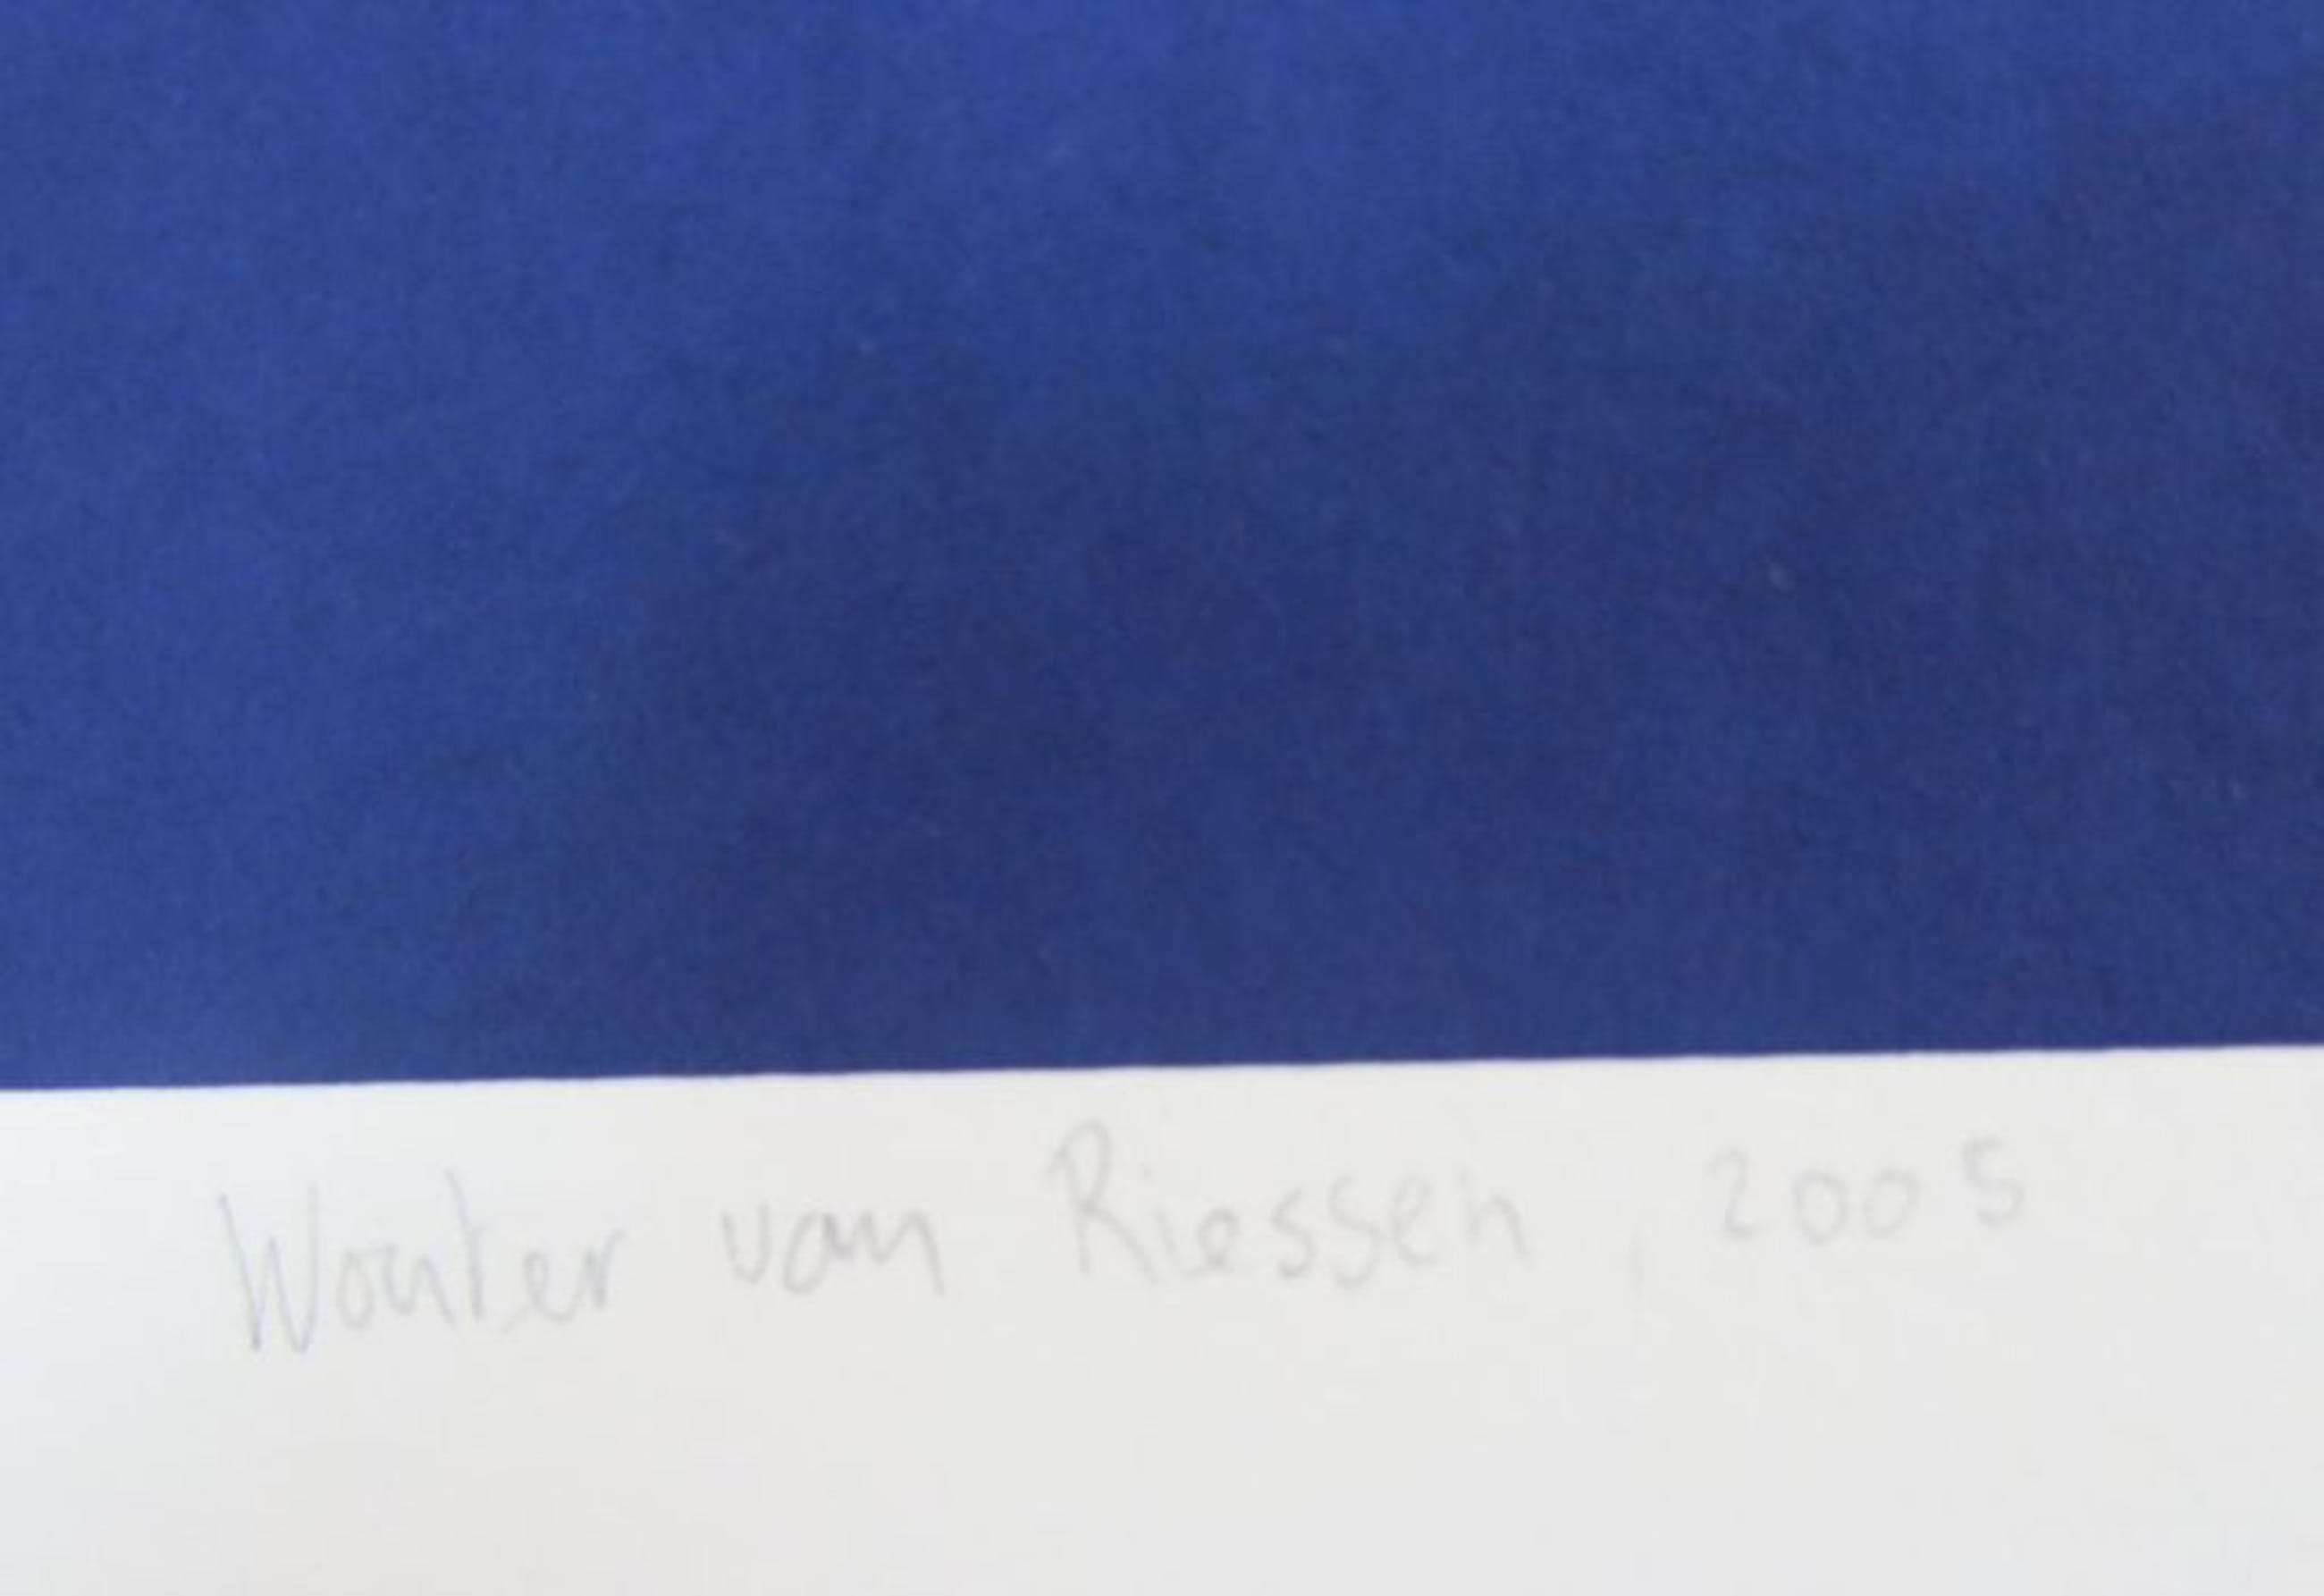 Wouter van Riessen, 2005